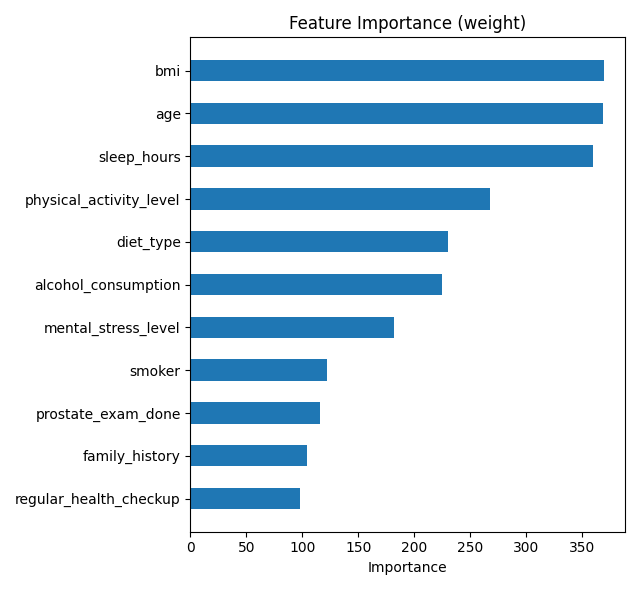 Feature Importance (weight)
bmi
age
sleep_hours
physical_activity_level
diet_type
alcohol_consumption
mental_stress_level
smoker
prostate_exam_done
family_history
regular_health_checkup
0 50 100 150 200 250 300 350
Importance